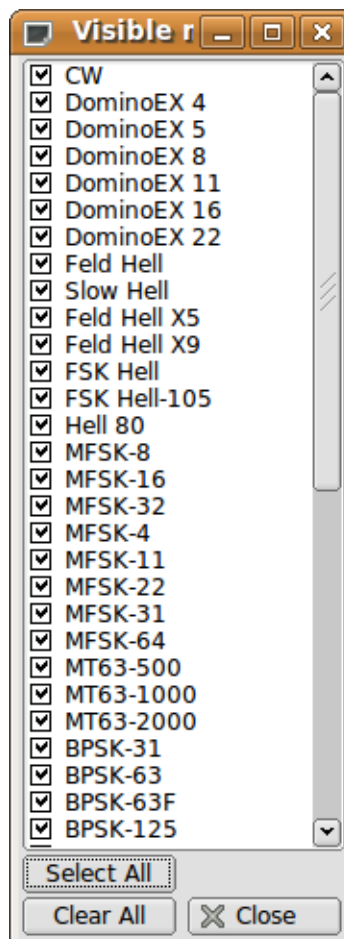 Visible r
CW
DominoEX 4
DominoEX 5
DominoEX 8
DominoEX 11
DominoEX 16
DominoEX 22
Feld Hell
Slow Hell
Feld Hell X5
Feld Hell X9
FSK Hell
FSK Hell-105
Hell 80
MFSK-8
MFSK-16
MFSK-32
MFSK-4
MFSK-11
MFSK-22
MFSK-31
MFSK-64
MT63-500
MT63-1000
MT63-2000
BPSK-31
BPSK-63
BPSK-63F
BPSK-125
Select All
Clear All Close